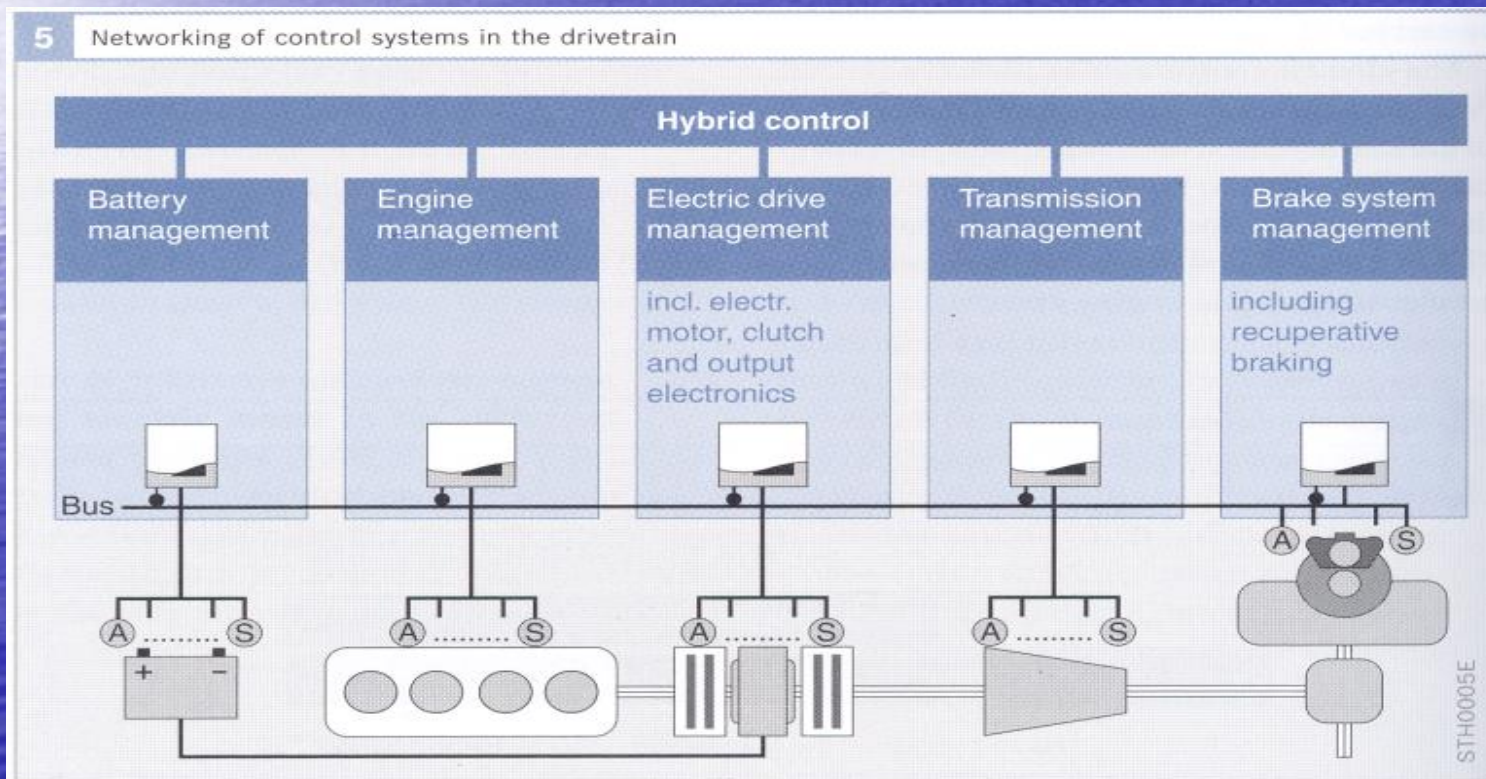 5 Networking of control systems in the drivetrain
Hybrid control
Battery
management
Engine
management
Electric drive
management
incl. electr.
motor, clutch
and output
electronics
Transmission
management
Brake system
management
including
recuperative
braking
Bus
A ........ S
A ........ S
A ........ S
A ........ S
A S
+ −
STH0005E